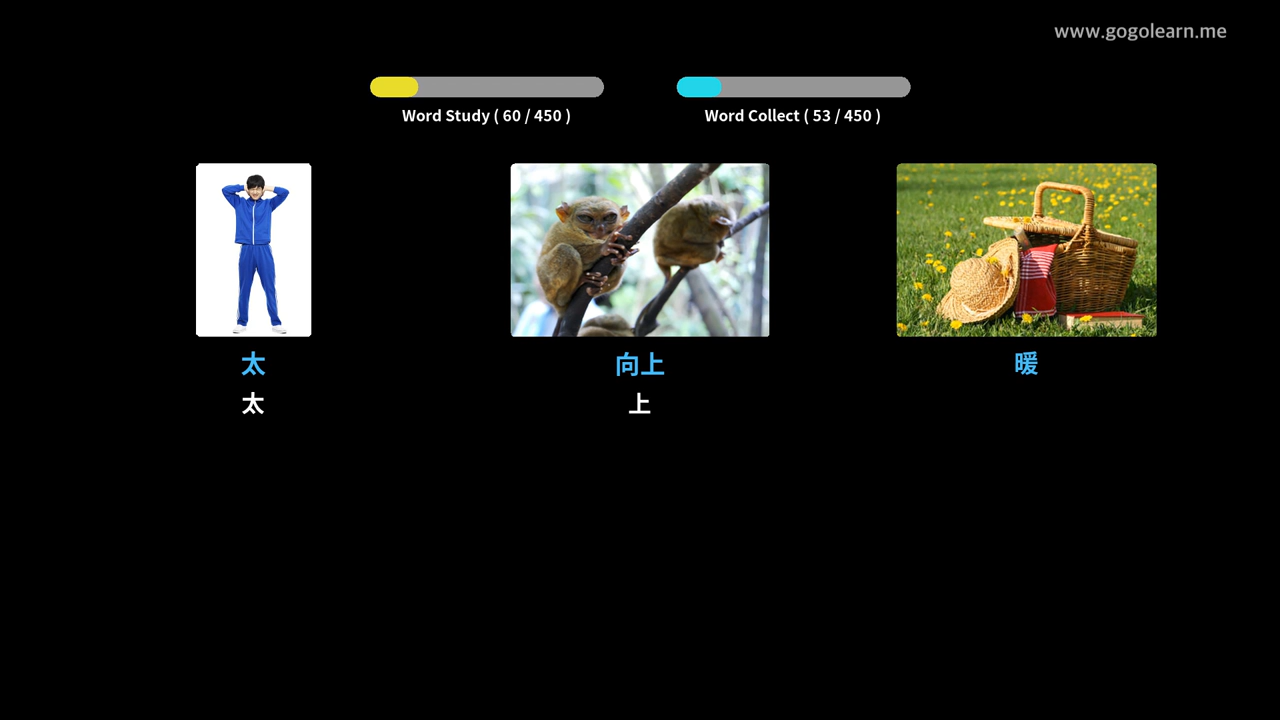 www.gogolearn.me
Word Study ( 60 / 450 )
Word Collect ( 53 / 450 )
太
向上
暖
太
上